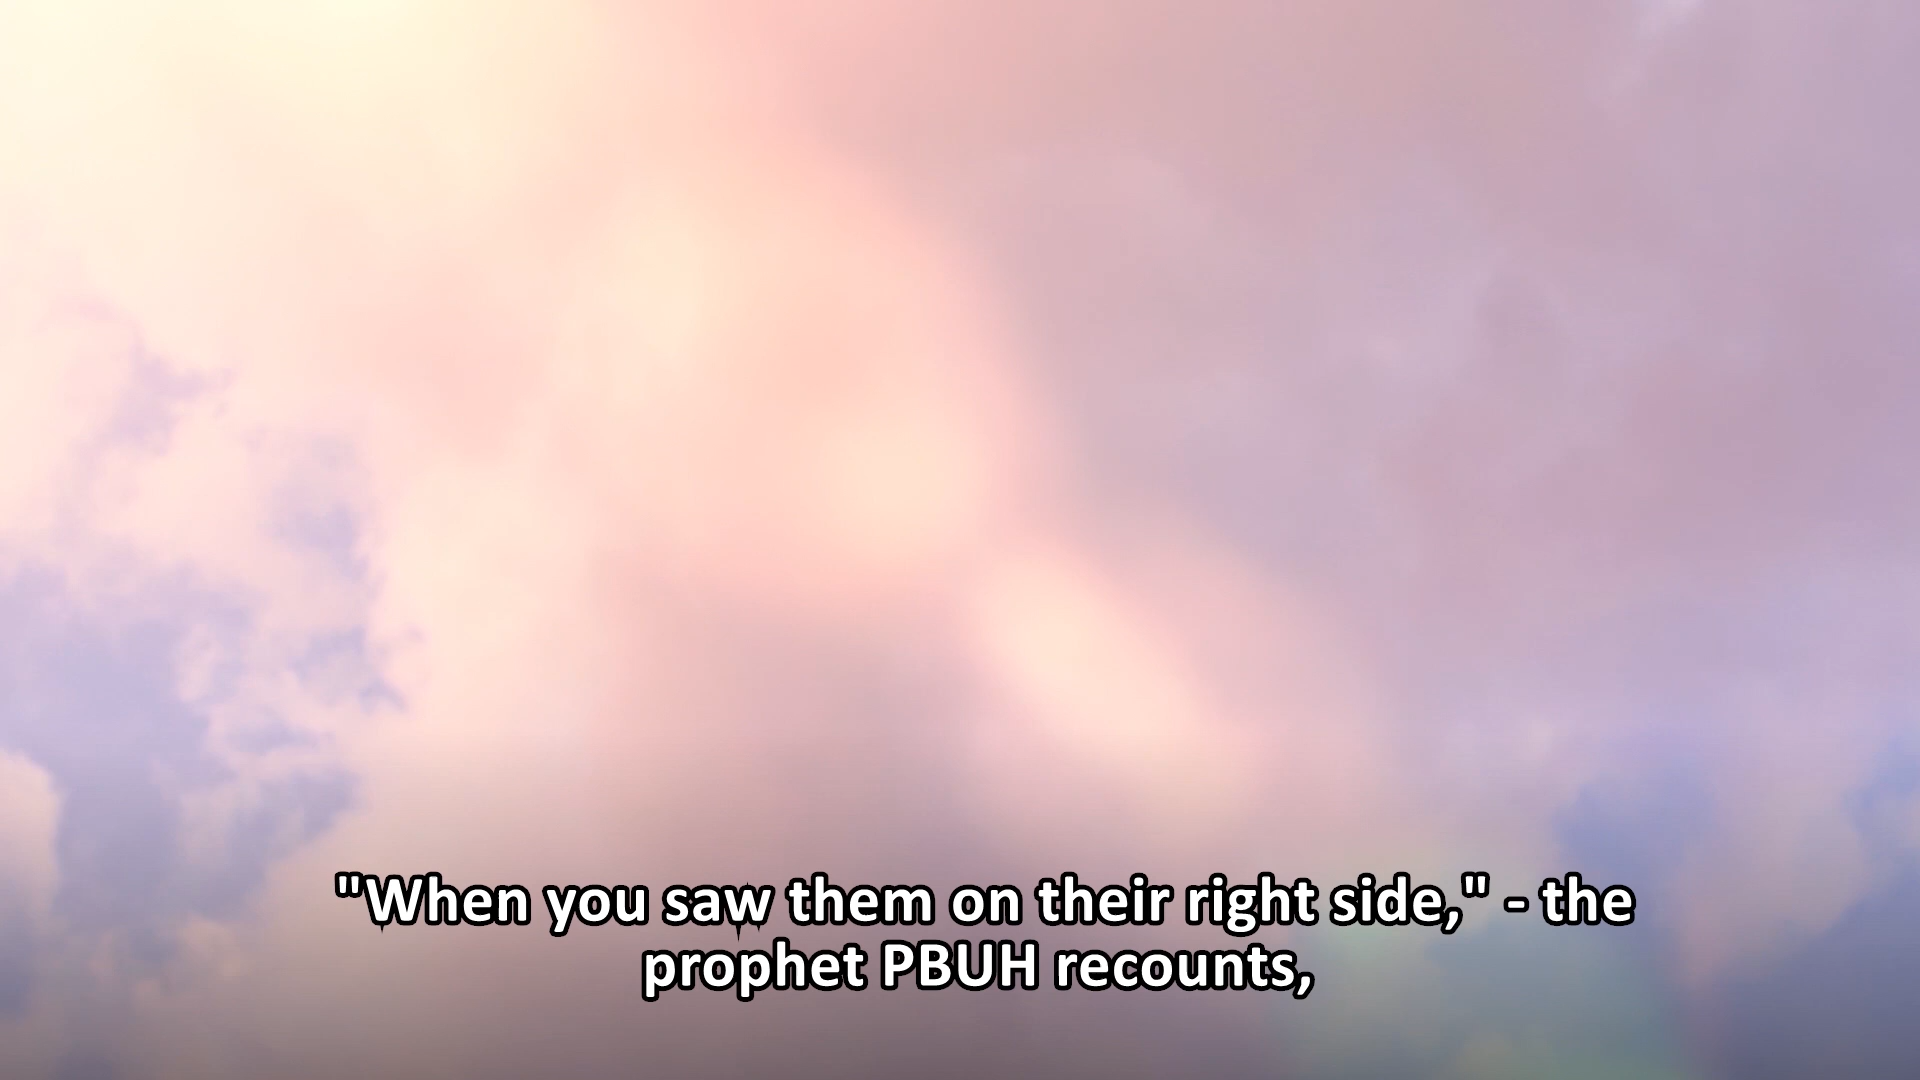 "When you saw them on their right side," - the
prophet PBUH recounts,